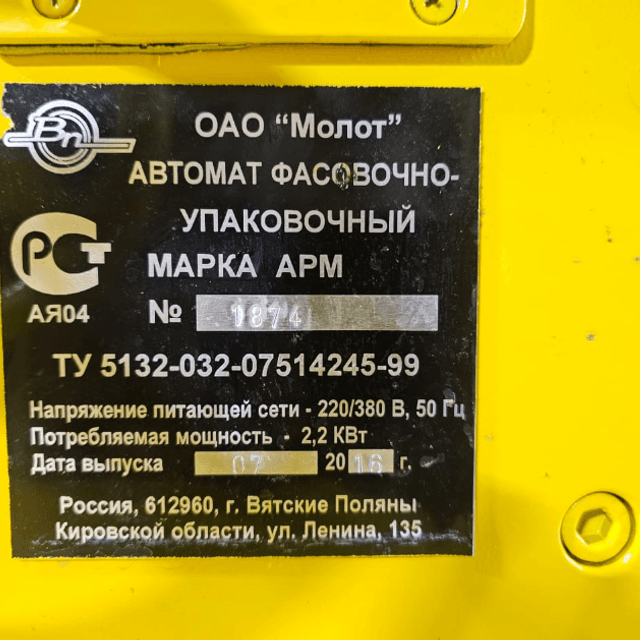 Вп
ОАО "Молот"
АВТОМАТ ФАСОВОЧНО-
УПАКОВОЧНЫЙ
РСТ
МАРКА АРМ
АЯ04
№ 1874
ТУ 5132-032-07514245-99
Напряжение питающей сети - 220/380 В, 50 Гц
Потребляемая мощность - 2,2 КВт
Дата выпуска 07 2016 г.
Россия, 612960, г. Вятские Поляны
Кировской области, ул. Ленина, 135